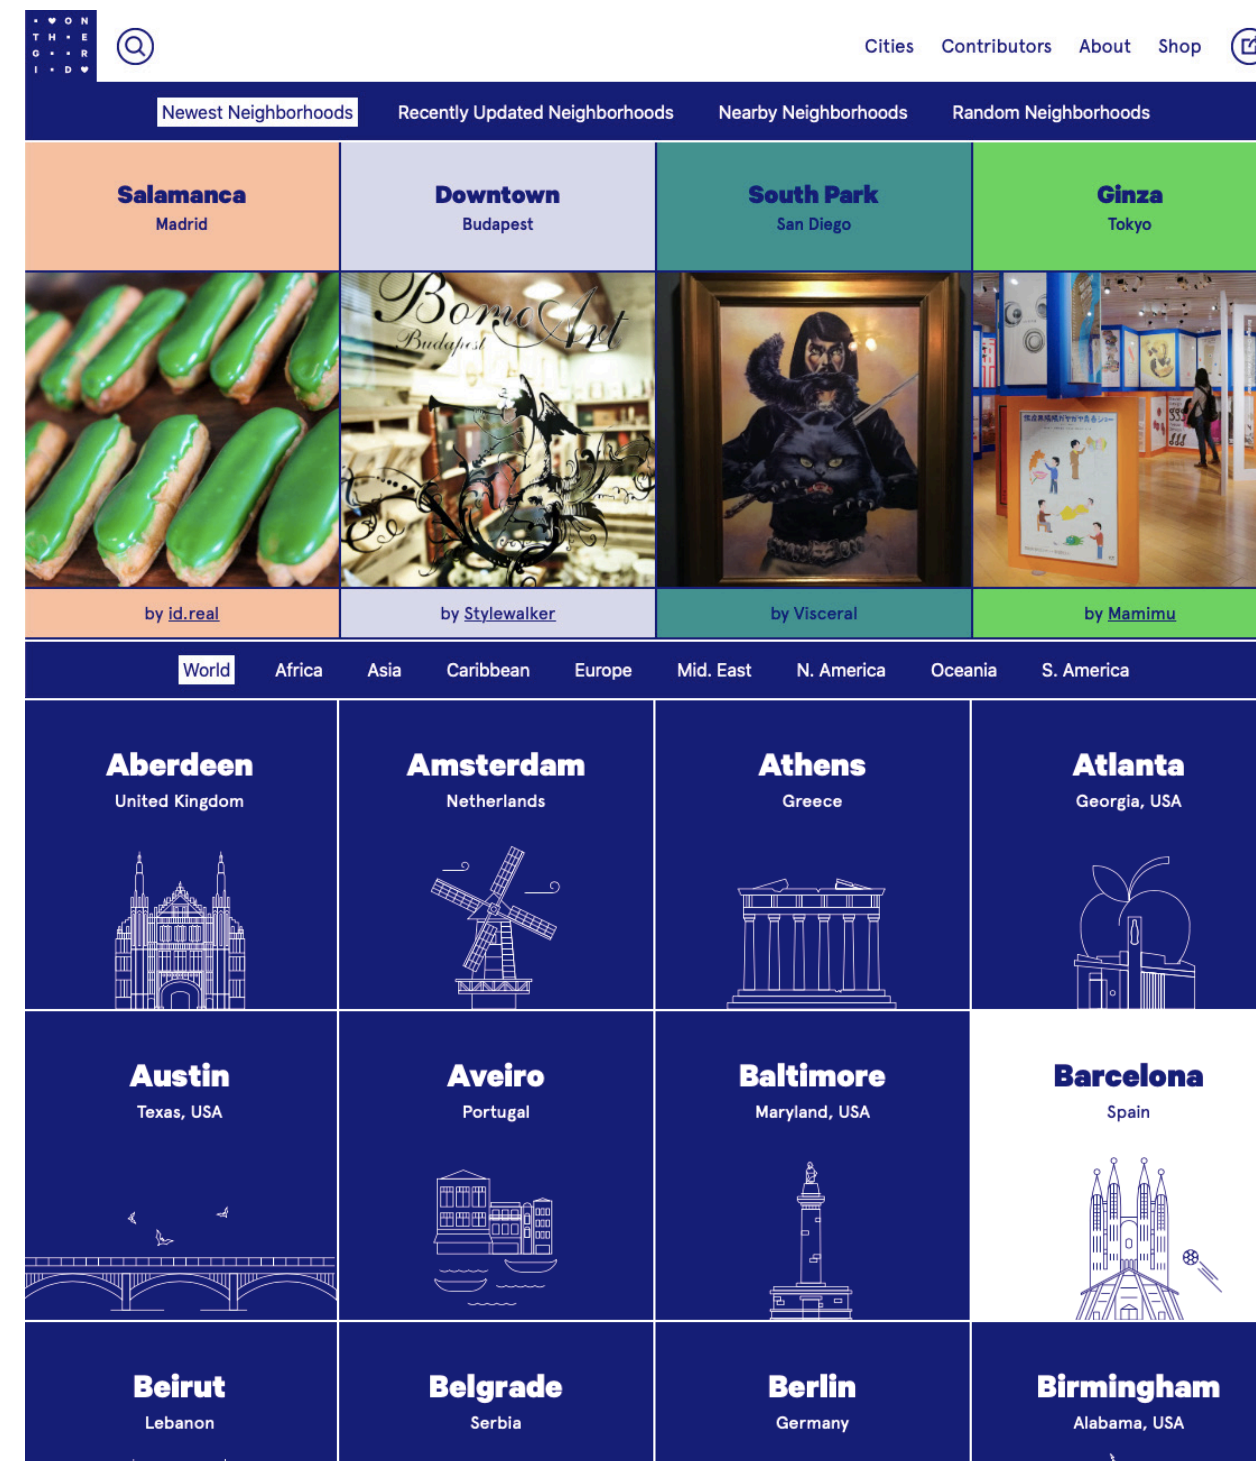 · ♥ O N
T H · E
G · · R
I · D ♥
Cities Contributors About Shop
Newest Neighborhoods Recently Updated Neighborhoods Nearby Neighborhoods Random Neighborhoods
Salamanca Downtown South Park Ginza
Madrid Budapest San Diego Tokyo
BomoArt
Budapest
by id.real by Stylewalker by Visceral by Mamimu
World Africa Asia Caribbean Europe Mid. East N. America Oceania S. America
Aberdeen Amsterdam Athens Atlanta
United Kingdom Netherlands Greece Georgia, USA
Austin Aveiro Baltimore Barcelona
Texas, USA Portugal Maryland, USA Spain
Beirut Belgrade Berlin Birmingham
Lebanon Serbia Germany Alabama, USA